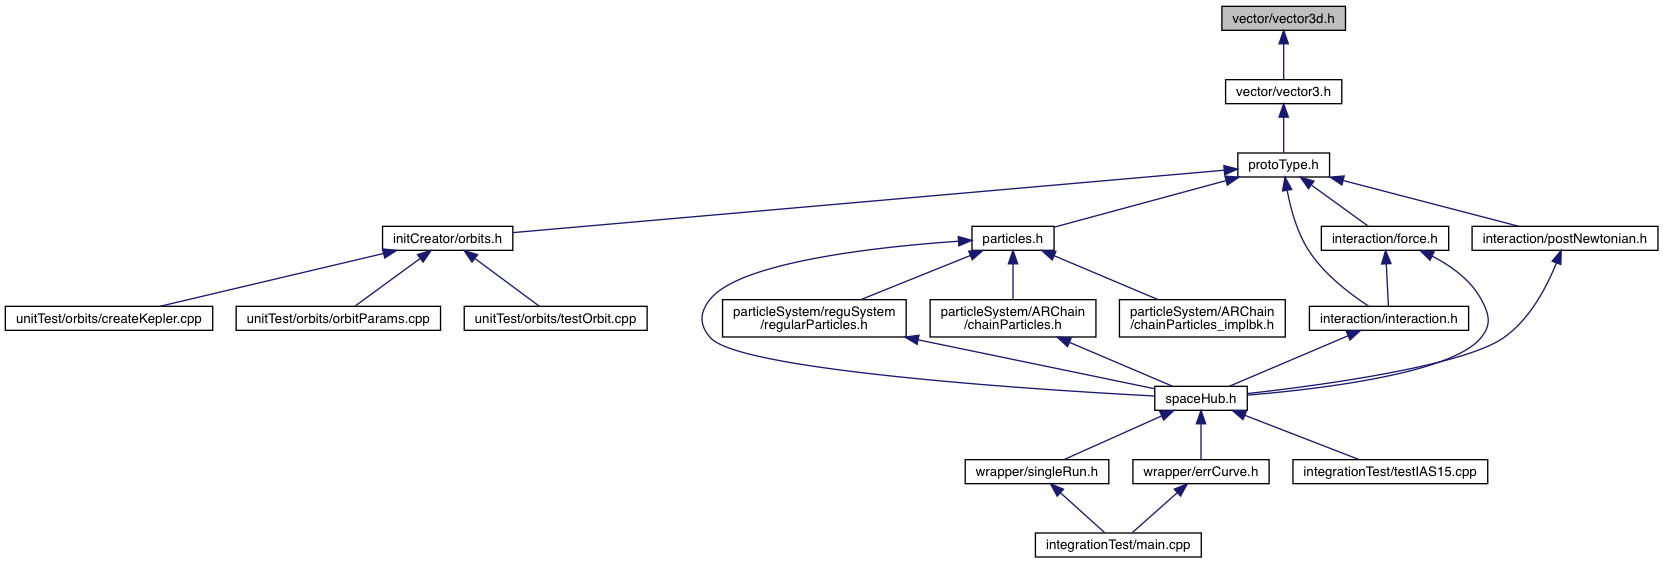 vector/vector3d.h
vector/vector3.h
protoType.h
initCreator/orbits.h
particles.h
interaction/force.h
interaction/postNewtonian.h
unitTest/orbits/createKepler.cpp
unitTest/orbits/orbitParams.cpp
unitTest/orbits/testOrbit.cpp
particleSystem/reguSystem
/regularParticles.h
particleSystem/ARChain
/chainParticles.h
particleSystem/ARChain
/chainParticles_implbk.h
interaction/interaction.h
spaceHub.h
wrapper/singleRun.h
wrapper/errCurve.h
integrationTest/testIAS15.cpp
integrationTest/main.cpp